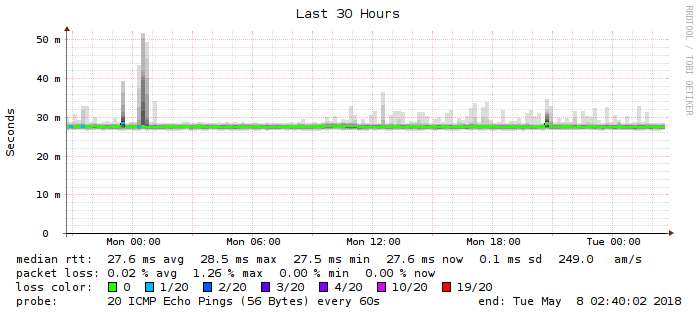 Last 30 Hours
RRDTOOL / TOBI OETIKER
Seconds
50 m
40 m
30 m
20 m
10 m
0
Mon 00:00 Mon 06:00 Mon 12:00 Mon 18:00 Tue 00:00
median rtt: 27.6 ms avg 28.5 ms max 27.5 ms min 27.6 ms now 0.1 ms sd 249.0 am/s
packet loss: 0.02 % avg 1.26 % max 0.00 % min 0.00 % now
loss color: 0 1/20 2/20 3/20 4/20 10/20 19/20
probe: 20 ICMP Echo Pings (56 Bytes) every 60s end: Tue May 8 02:40:02 2018